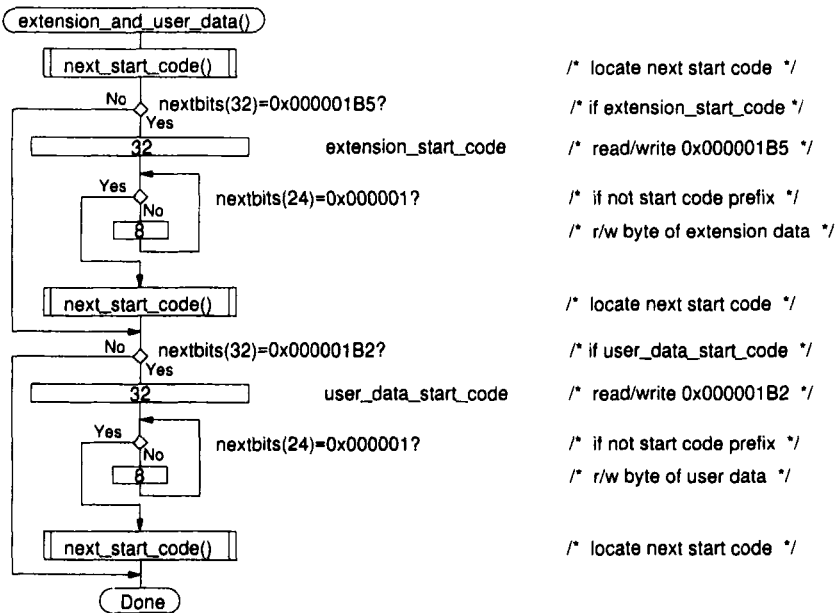 extension_and_user_data()
next_start_code() /* locate next start code */
No nextbits(32)=0x000001B5? /* if extension_start_code */
Yes
32 extension_start_code /* read/write 0x000001B5 */
Yes nextbits(24)=0x000001? /* if not start code prefix */
No
8 /* r/w byte of extension data */
next_start_code() /* locate next start code */
No nextbits(32)=0x000001B2? /* if user_data_start_code */
Yes
32 user_data_start_code /* read/write 0x000001B2 */
Yes nextbits(24)=0x000001? /* if not start code prefix */
No
8 /* r/w byte of user data */
next_start_code() /* locate next start code */
Done